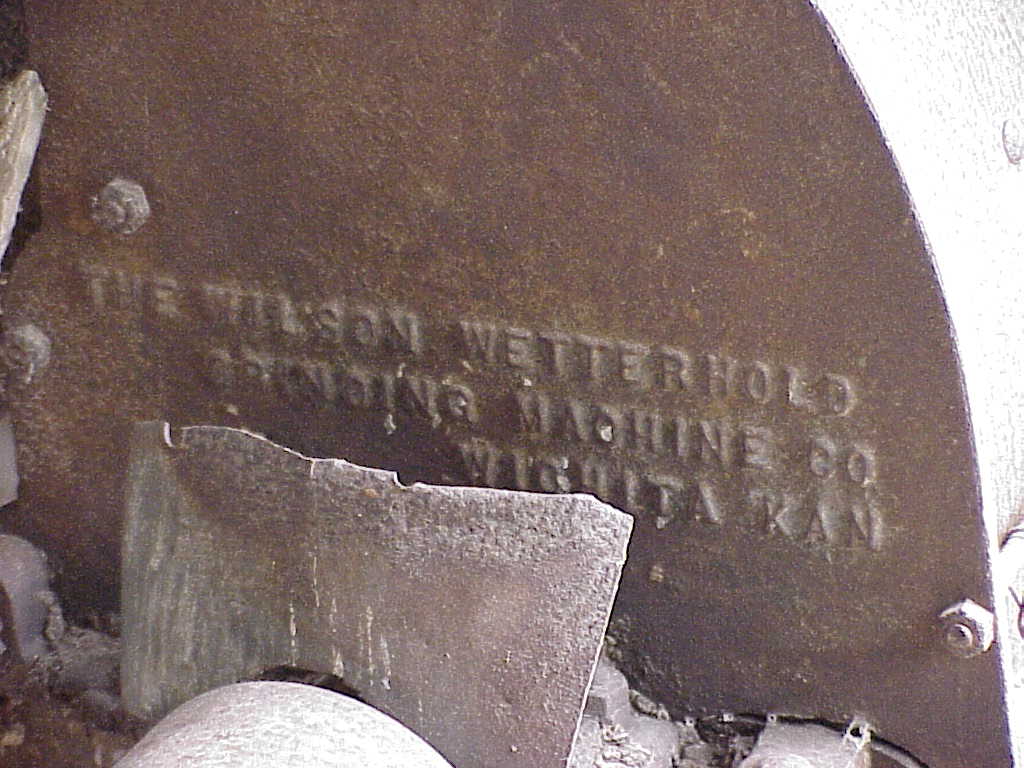 THE WILSON WETTERHOLD
GRINDING MACHINE CO
WICHITA KAN